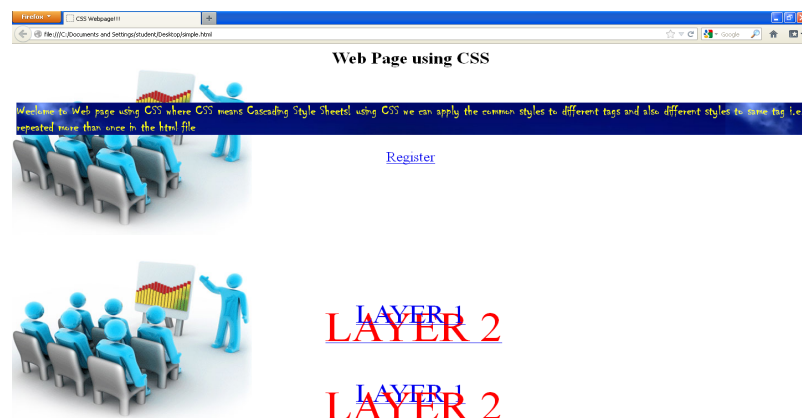 Firefox
CSS Webpage!!!
file:///C:/Documents and Settings/student/Desktop/simple.html
Google
Web Page using CSS
Weclome to Web page using CSS where CSS means Cascading Style Sheets! using CSS we can apply the common styles to different tags and also different styles to same tag i.e
repeated more than once in the html file
Register
LAYER 1
LAYER 2
LAYER 1
LAYER 2